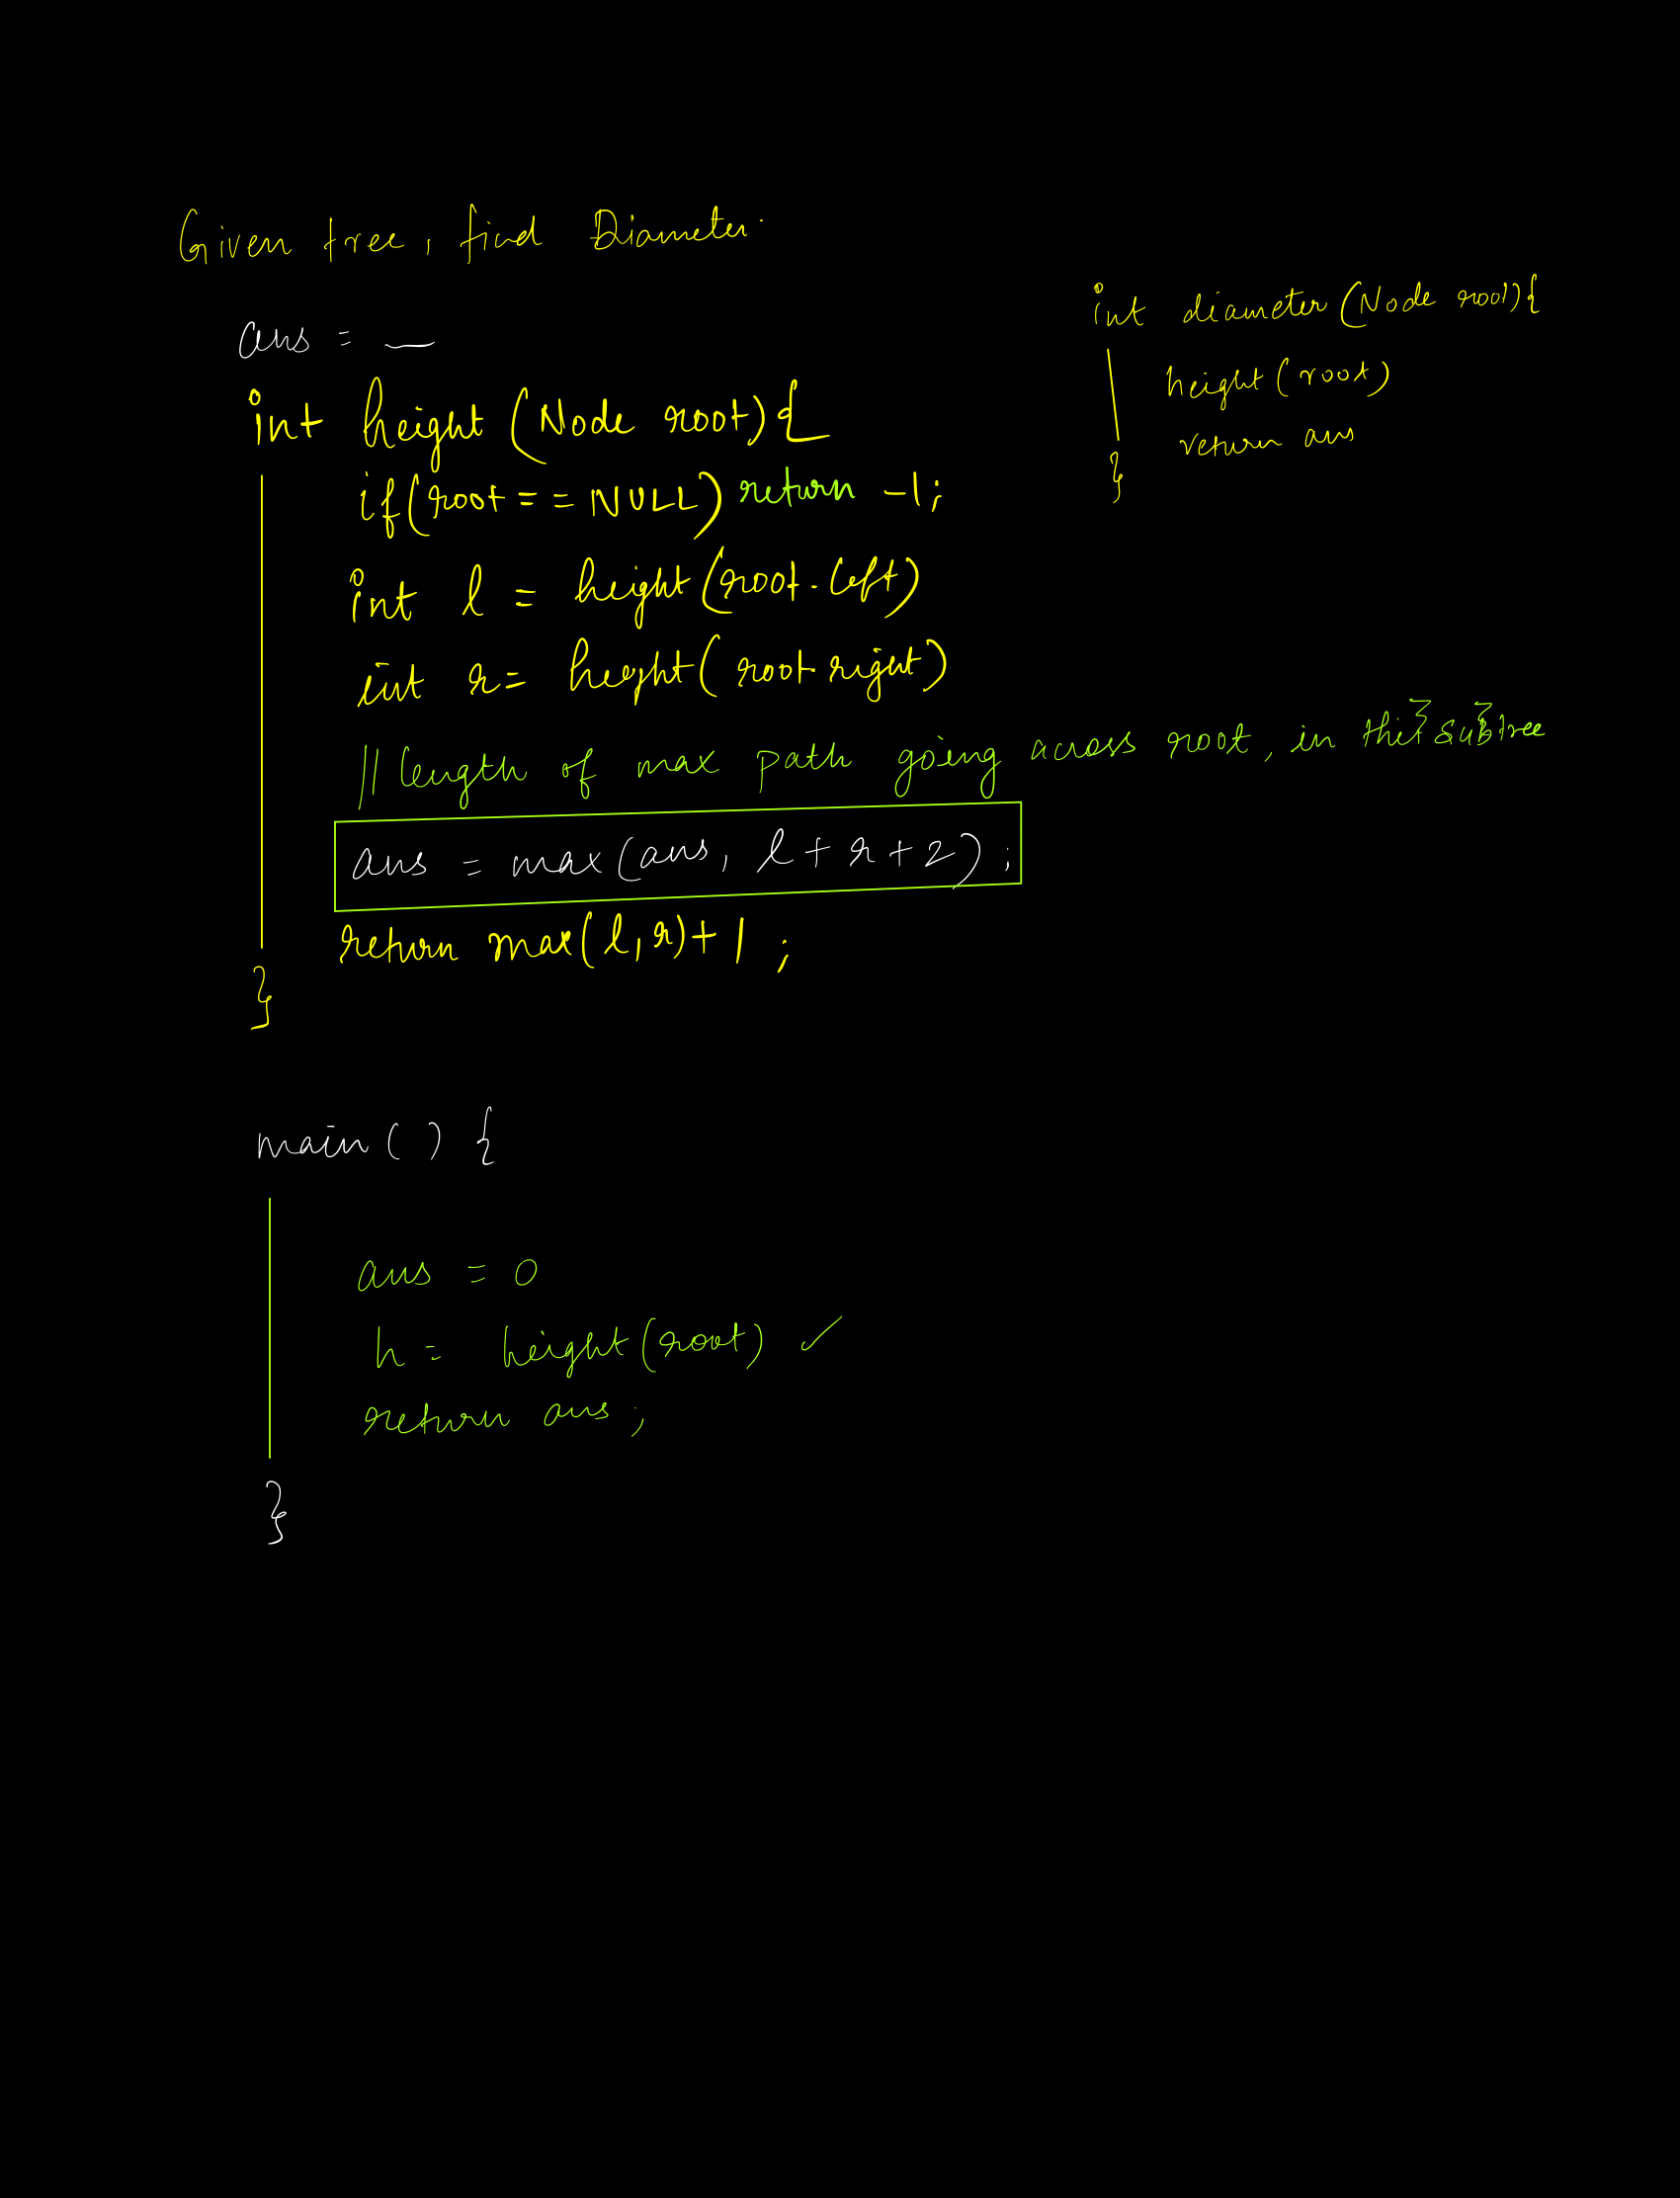 Given tree, find Diameter.
ans = —
int height (Node root){
if(root == NULL) return -1;
int l = height(root.left)
int r = height(root.right)
// length of max path going across root, in this subtree
ans = max(ans, l+r+2);
return max(l,r)+1;
}
int diameter(Node root){
height(root)
return ans
}
main() {
ans = 0
h = height(root) ✓
return ans;
}